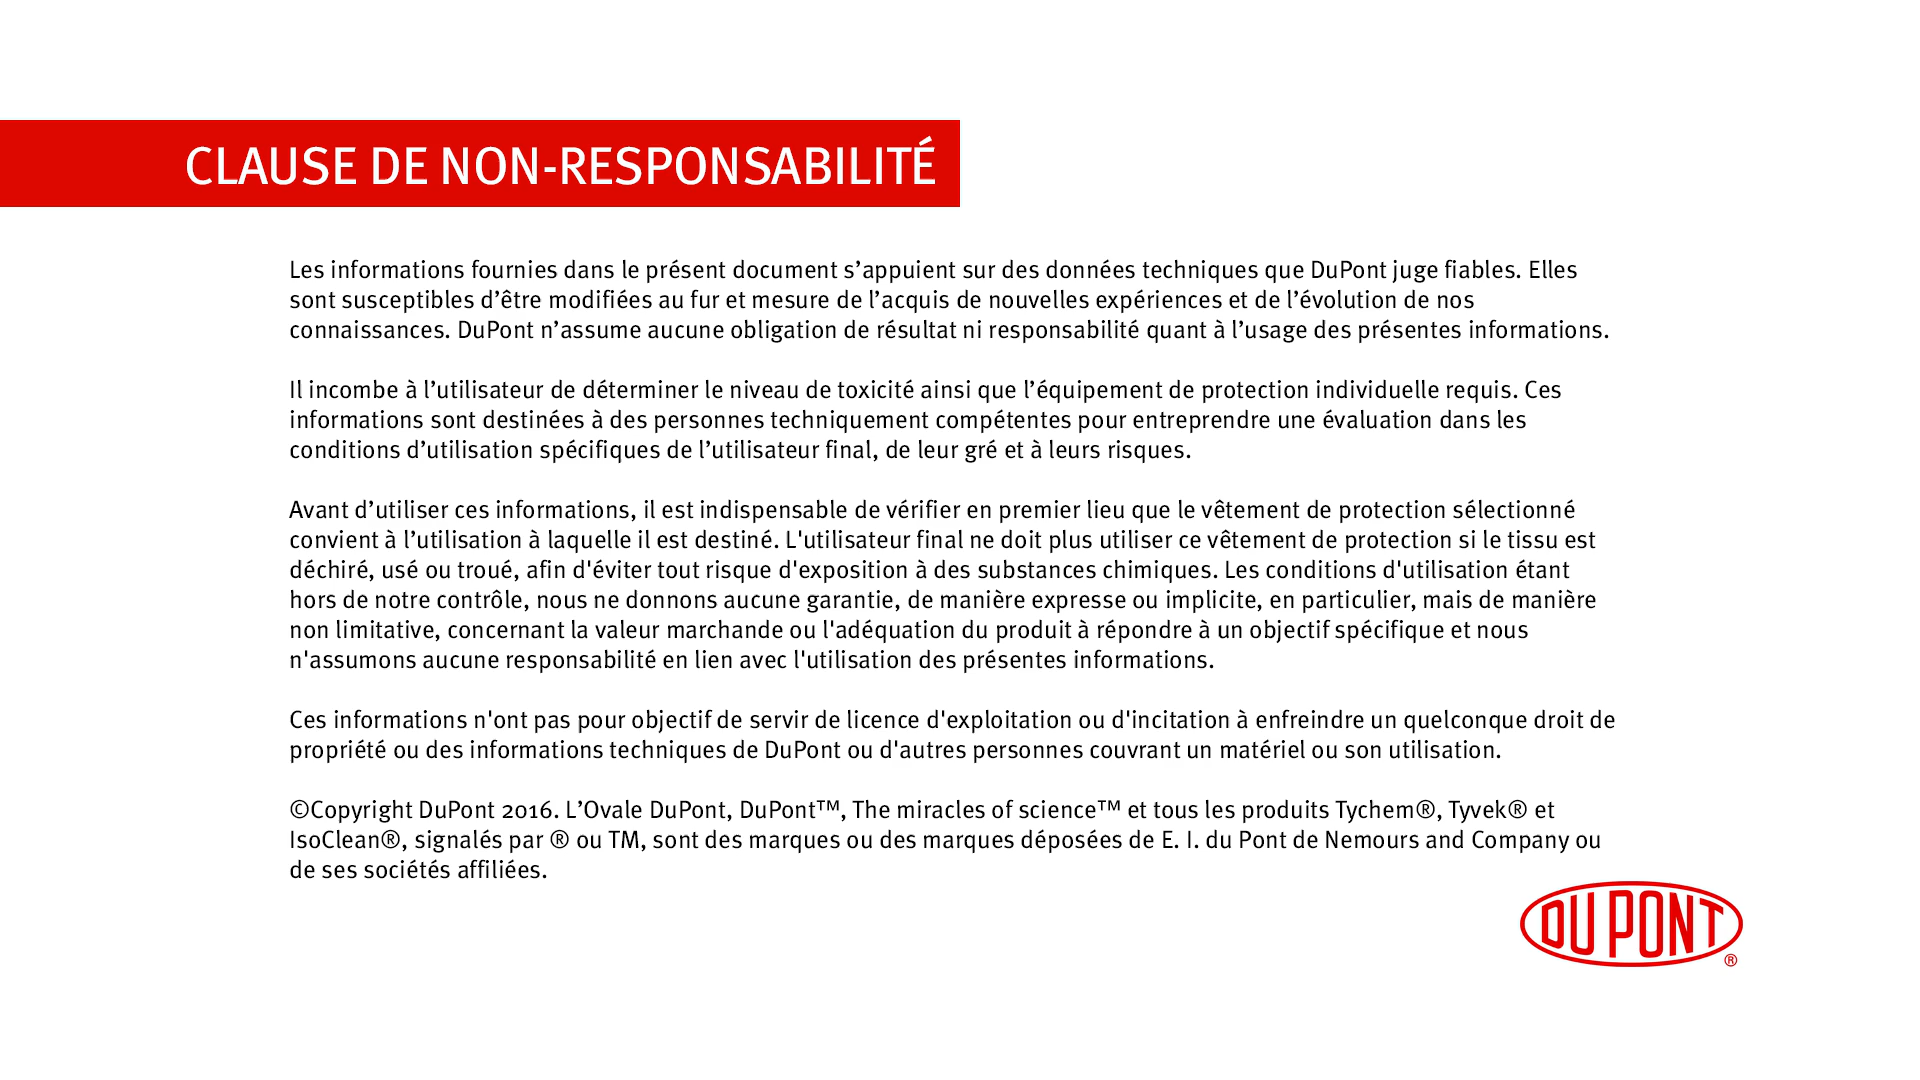 CLAUSE DE NON-RESPONSABILITÉ
Les informations fournies dans le présent document s’appuient sur des données techniques que DuPont juge fiables. Elles
sont susceptibles d’être modifiées au fur et mesure de l’acquis de nouvelles expériences et de l’évolution de nos
connaissances. DuPont n’assume aucune obligation de résultat ni responsabilité quant à l’usage des présentes informations.
Il incombe à l’utilisateur de déterminer le niveau de toxicité ainsi que l’équipement de protection individuelle requis. Ces
informations sont destinées à des personnes techniquement compétentes pour entreprendre une évaluation dans les
conditions d’utilisation spécifiques de l’utilisateur final, de leur gré et à leurs risques.
Avant d’utiliser ces informations, il est indispensable de vérifier en premier lieu que le vêtement de protection sélectionné
convient à l’utilisation à laquelle il est destiné. L'utilisateur final ne doit plus utiliser ce vêtement de protection si le tissu est
déchiré, usé ou troué, afin d'éviter tout risque d'exposition à des substances chimiques. Les conditions d'utilisation étant
hors de notre contrôle, nous ne donnons aucune garantie, de manière expresse ou implicite, en particulier, mais de manière
non limitative, concernant la valeur marchande ou l'adéquation du produit à répondre à un objectif spécifique et nous
n'assumons aucune responsabilité en lien avec l'utilisation des présentes informations.
Ces informations n'ont pas pour objectif de servir de licence d'exploitation ou d'incitation à enfreindre un quelconque droit de
propriété ou des informations techniques de DuPont ou d'autres personnes couvrant un matériel ou son utilisation.
©Copyright DuPont 2016. L’Ovale DuPont, DuPont™, The miracles of science™ et tous les produits Tychem®, Tyvek® et
IsoClean®, signalés par ® ou TM, sont des marques ou des marques déposées de E. I. du Pont de Nemours and Company ou
de ses sociétés affiliées.
DU PONT ®